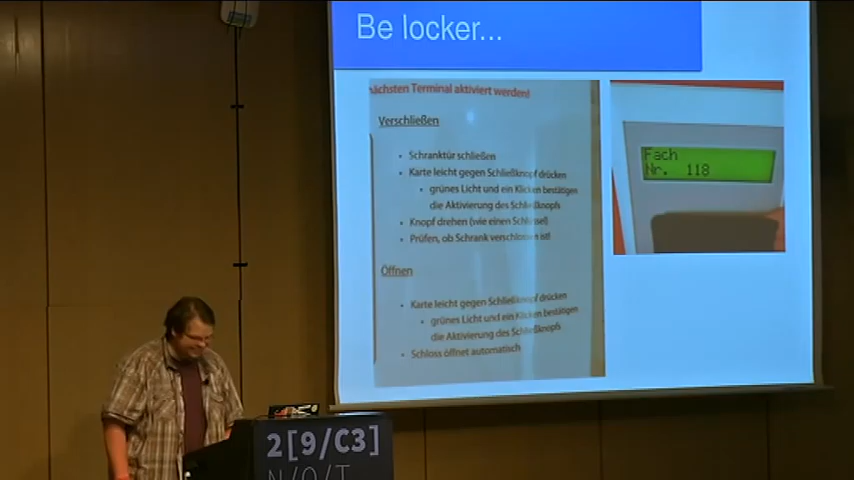 Be locker...
nächsten Terminal aktiviert werden!
Verschließen
• Schranktür schließen
• Karte leicht gegen Schließknopf drücken
• grünes Licht und ein Klicken bestätigen
die Aktivierung des Schließknopfs
• Knopf drehen (wie einen Schlüssel)
• Prüfen, ob Schrank verschlossen ist!
Öffnen
• Karte leicht gegen Schließknopf drücken
• grünes Licht und ein Klicken bestätigen
die Aktivierung des Schließknopfs
• Schloss öffnet automatisch
Fach
Nr. 118
2[9/C3]
N/O/T